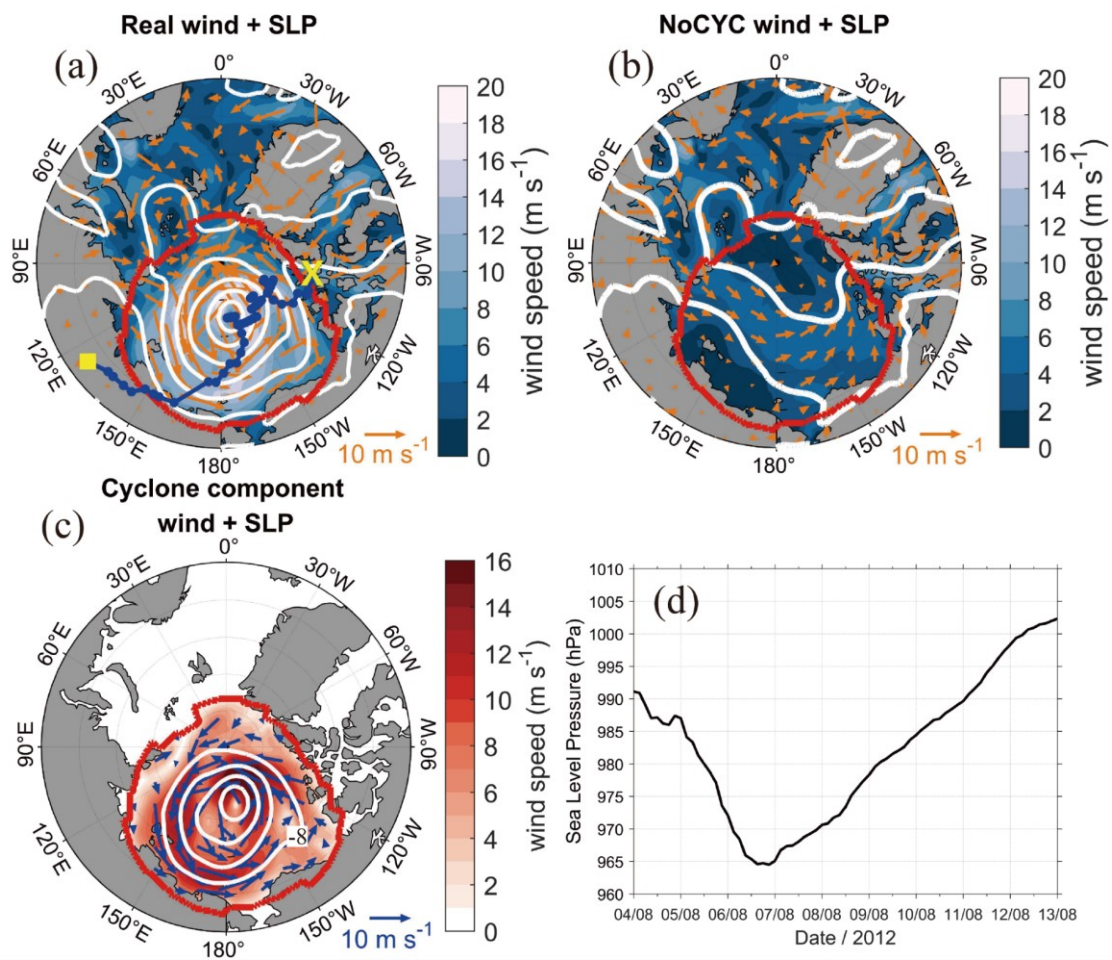 Real wind + SLP
(a)
0°
30°E
30°W
60°E
60°W
90°E
90°W
120°E
120°W
150°E
150°W
180°
X
10 m s⁻¹
20
18
16
14
12
10
8
6
4
2
0
wind speed (m s⁻¹)
NoCYC wind + SLP
(b)
0°
30°E
30°W
60°E
60°W
90°E
90°W
120°E
120°W
150°E
150°W
180°
10 m s⁻¹
20
18
16
14
12
10
8
6
4
2
0
wind speed (m s⁻¹)
Cyclone component
wind + SLP
(c)
0°
30°E
30°W
60°E
60°W
90°E
90°W
120°E
120°W
150°E
150°W
180°
-8
10 m s⁻¹
16
14
12
10
8
6
4
2
0
wind speed (m s⁻¹)
(d)
1010
1005
1000
995
990
985
980
975
970
965
960
Sea Level Pressure (hPa)
04/08 05/08 06/08 07/08 08/08 09/08 10/08 11/08 12/08 13/08
Date / 2012